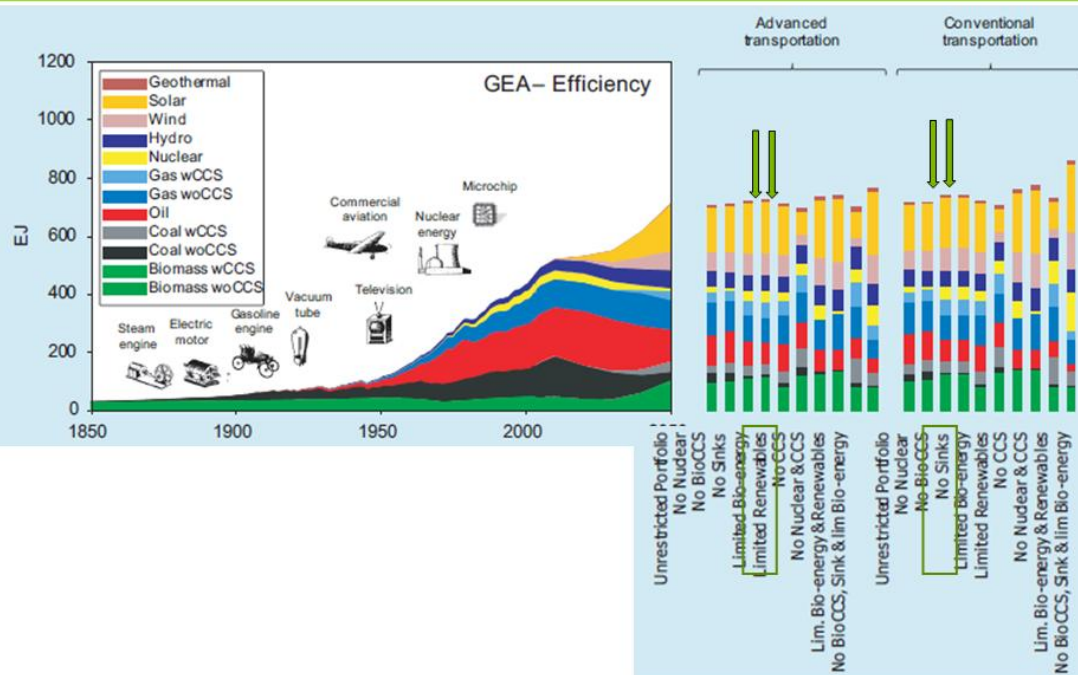 Advanced
transportation
Conventional
transportation
GEA– Efficiency
EJ
1200
1000
800
600
400
200
0
Geothermal
Solar
Wind
Hydro
Nuclear
Gas wCCS
Gas woCCS
Oil
Coal wCCS
Coal woCCS
Biomass wCCS
Biomass woCCS
Steam
engine
Electric
motor
Gasoline
engine
Vacuum
tube
Television
Commercial
aviation
Nuclear
energy
Microchip
1850
1900
1950
2000
Unrestricted Portfolio
No Nuclear
No BioCCS
No Sinks
Limited Bio-energy
Limited Renewables
No CCS
No Nuclear & CCS
Lim. Bio-energy &Renewables
No BioCCS, Sink & lim Bio-energy
Unrestricted Portfolio
No Nuclear
No BioCCS
No Sinks
Limited Bio-energy
Limited Renewables
No CCS
No Nuclear & CCS
Lim. Bio-energy & Renewables
No BioCCS, Sink & lim Bio-energy